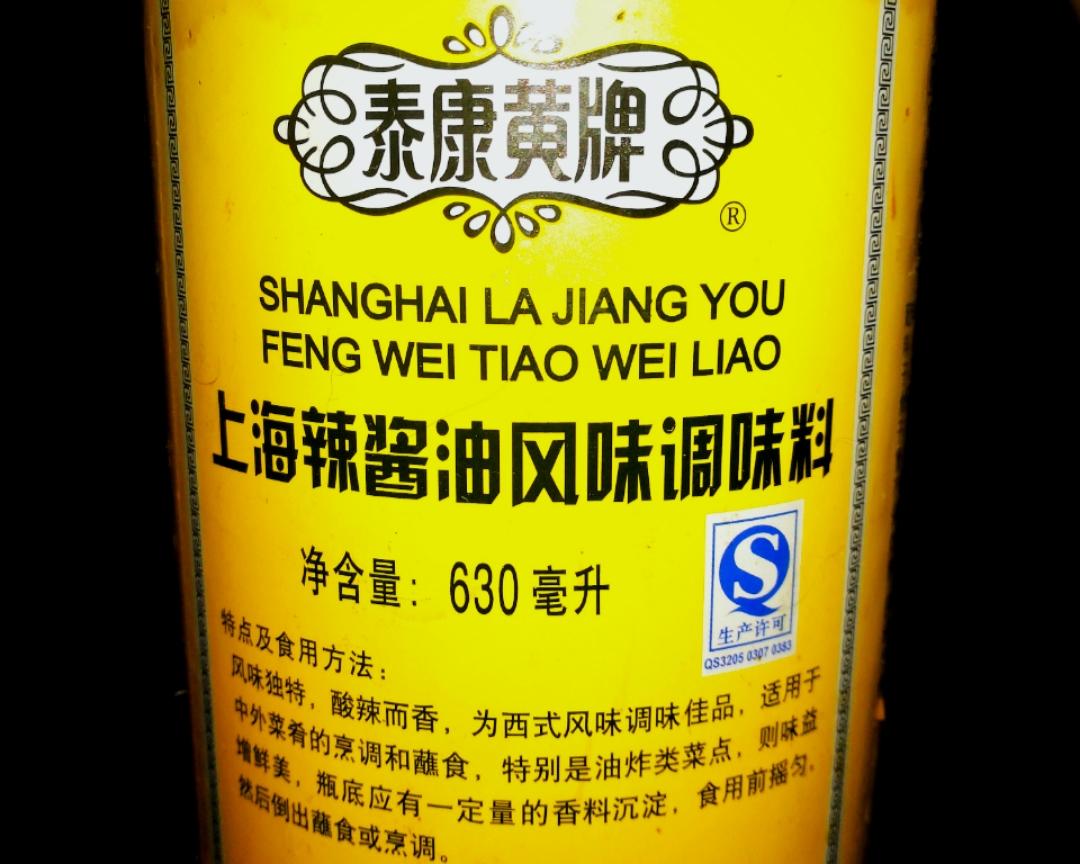 泰康黄牌
®
SHANGHAI LA JIANG YOU
FENG WEI TIAO WEI LIAO
上海辣酱油风味调味料
净含量：630毫升
S
生产许可
QS3205 0307 0383
特点及食用方法：
风味独特，酸辣而香，为西式风味调味佳品，适用于
中外菜肴的烹调和蘸食，特别是油炸类菜点，则味益
增鲜美，瓶底应有一定量的香料沉淀，食用前摇匀，
然后倒出蘸食或烹调。